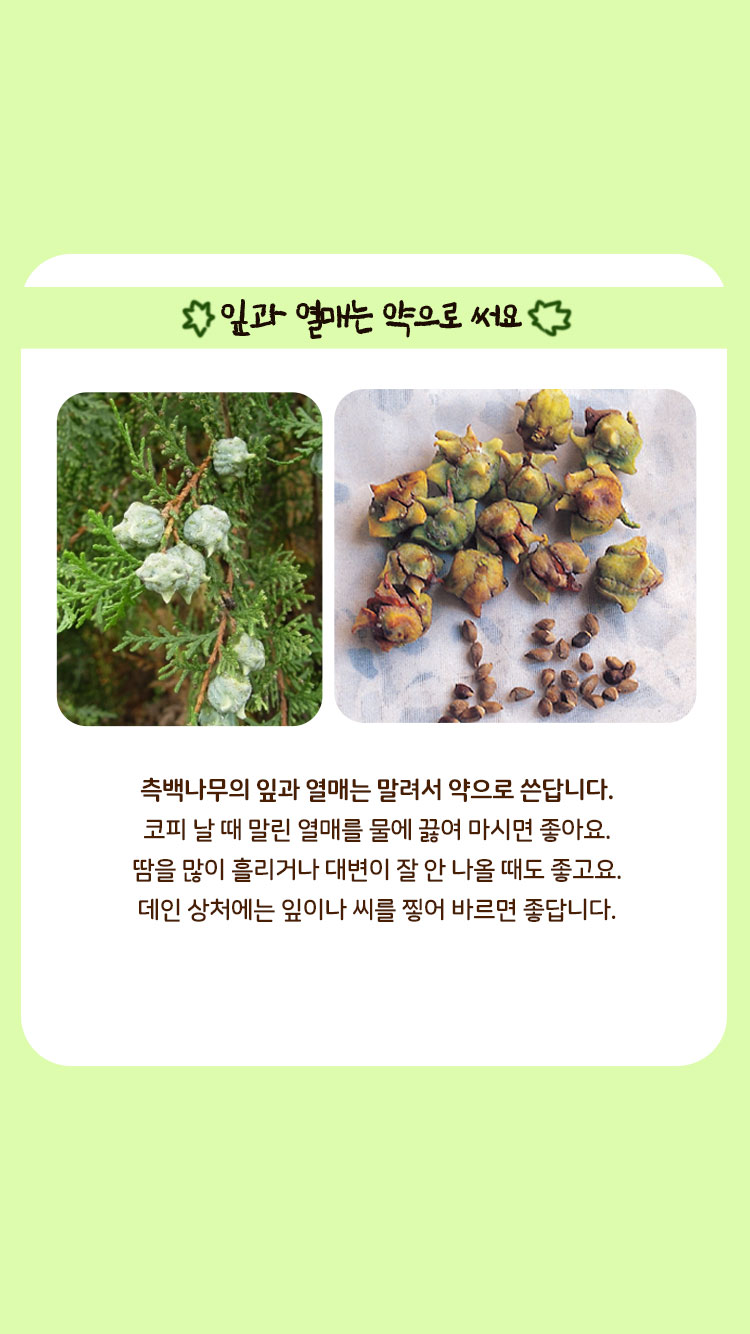 잎과 열매는 약으로 써요
측백나무의 잎과 열매는 말려서 약으로 쓴답니다.
코피 날 때 말린 열매를 물에 끓여 마시면 좋아요.
땀을 많이 흘리거나 대변이 잘 안 나올 때도 좋고요.
데인 상처에는 잎이나 씨를 찧어 바르면 좋답니다.